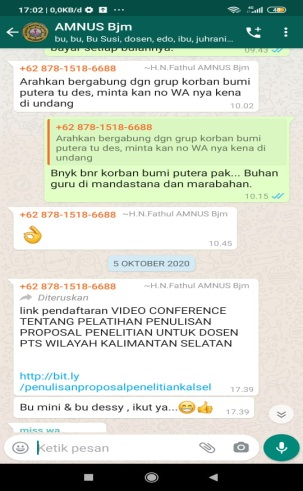 17:02 | 0,0KB/d
AMNUS Bjm
bu, bu, Bu Susi, dosen, edo, ibu, juhrani...
bayar setiap bulannya.
09.43
+62 878-1518-6688 ~H.N.Fathul AMNUS Bjm
Arahkan bergabung dgn grup korban bumi
putera tu des, minta kan no WA nya kena
di undang
10.02
+62 878-1518-6688
Arahkan bergabung dgn grup korban bumi
putera tu des, minta kan no WA nya kena di
undang
Bnyk bnr korban bumi putera pak... Buhan
guru di mandastana dan marabahan.
10.15
+62 878-1518-6688 ~H.N.Fathul AMNUS Bjm
10.45
5 OKTOBER 2020
+62 878-1518-6688 ~H.N.Fathul AMNUS Bjm
Diteruskan
link pendaftaran VIDEO CONFERENCE
TENTANG PELATIHAN PENULISAN
PROPOSAL PENELITIAN UNTUK DOSEN
PTS WILAYAH KALIMANTAN SELATAN
http://bit.ly
/penulisanproposalpenelitiankalsel
17.39
Bu mini & bu dessy , ikut ya...
17.39
miss wa
Ketik pesan